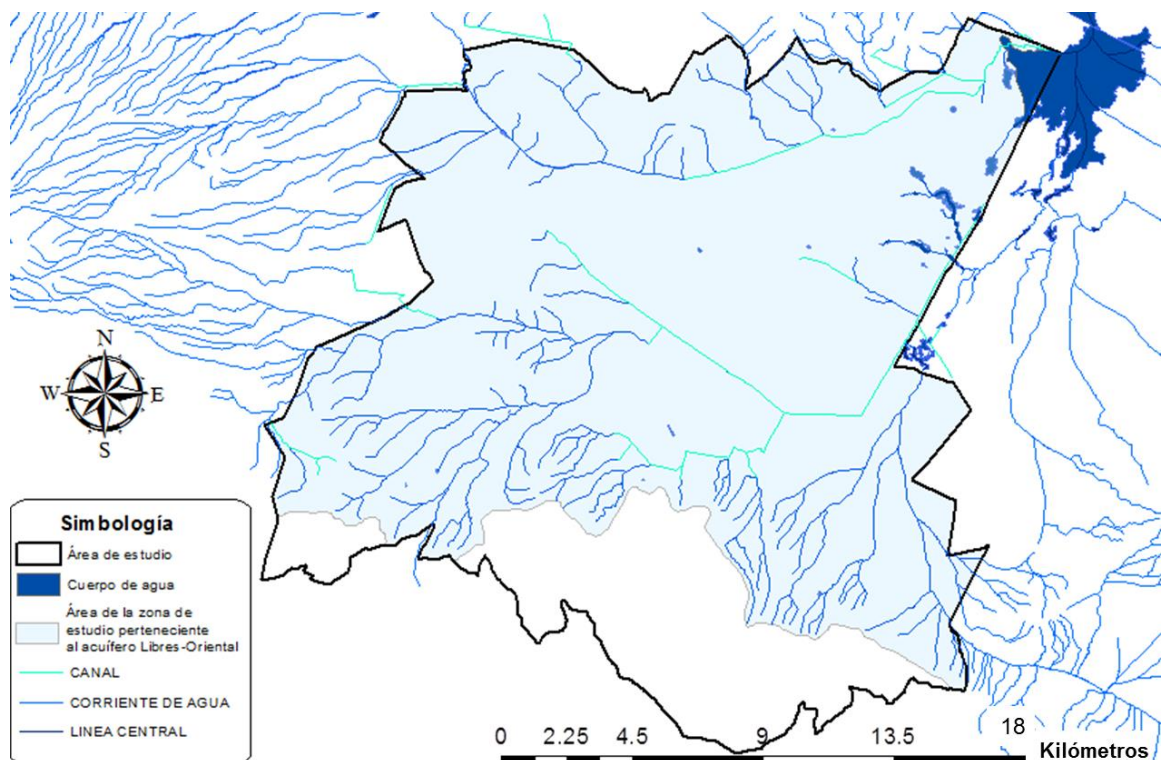 N
W E
S
Simbología
Área de estudio
Cuerpo de agua
Área de la zona de
estudio perteneciente
al acuífero Libres-Oriental
CANAL
CORRIENTE DE AGUA
LINEA CENTRAL
0 2.25 4.5 9 13.5 18
Kilómetros